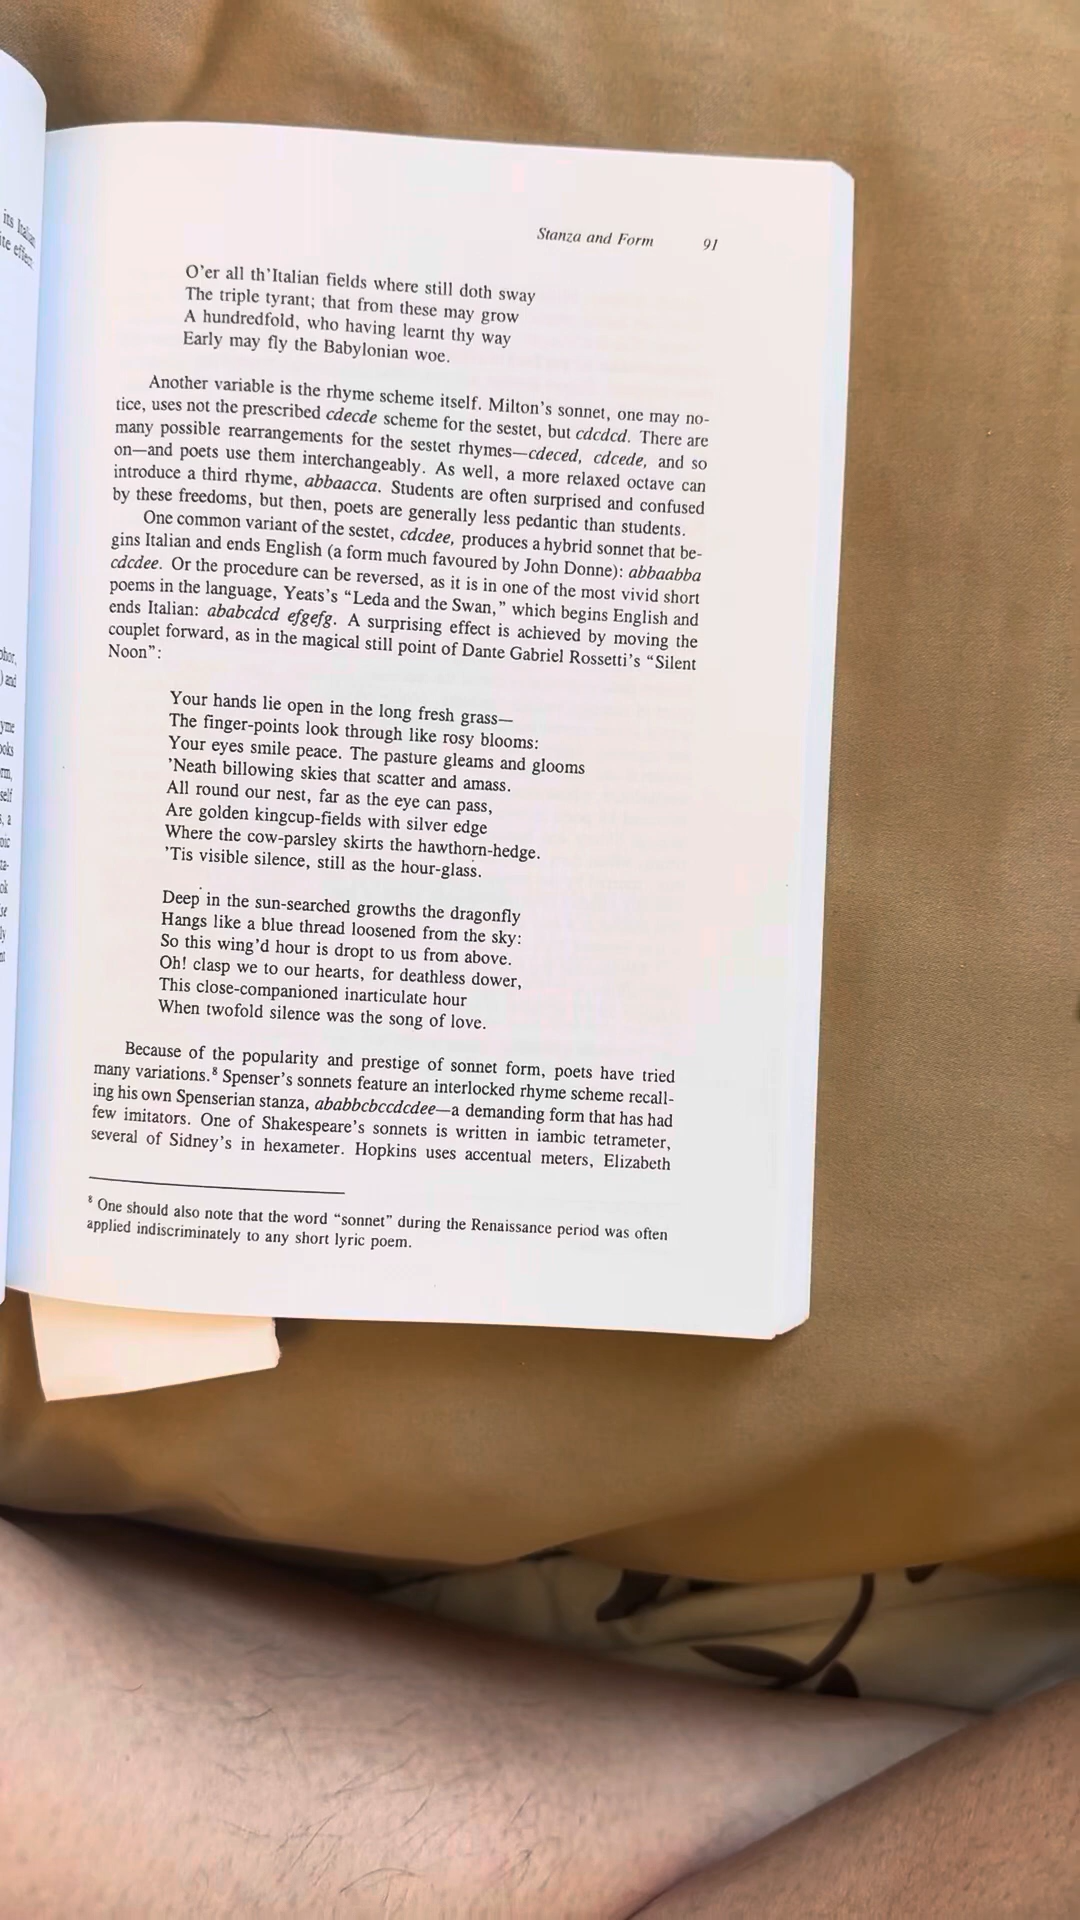 its Italian
ite effect
phor,
) and
yme
ooks
rm,
self
s, a
ok
Stanza and Form 91
O'er all th'Italian fields where still doth sway
The triple tyrant; that from these may grow
A hundredfold, who having learnt thy way
Early may fly the Babylonian woe.
Another variable is the rhyme scheme itself. Milton's sonnet, one may no-
tice, uses not the prescribed cdecde scheme for the sestet, but cdcdcd. There are
many possible rearrangements for the sestet rhymes—cdeced, cdcede, and so
on—and poets use them interchangeably. As well, a more relaxed octave can
introduce a third rhyme, abbaacca. Students are often surprised and confused
by these freedoms, but then, poets are generally less pedantic than students.
One common variant of the sestet, cdcdee, produces a hybrid sonnet that be-
gins Italian and ends English (a form much favoured by John Donne): abbaabba
cdcdee. Or the procedure can be reversed, as it is in one of the most vivid short
poems in the language, Yeats's “Leda and the Swan,” which begins English and
ends Italian: ababcdcd efgefg. A surprising effect is achieved by moving the
couplet forward, as in the magical still point of Dante Gabriel Rossetti's “Silent
Noon”:
Your hands lie open in the long fresh grass—
The finger-points look through like rosy blooms:
Your eyes smile peace. The pasture gleams and glooms
'Neath billowing skies that scatter and amass.
All round our nest, far as the eye can pass,
Are golden kingcup-fields with silver edge
Where the cow-parsley skirts the hawthorn-hedge.
'Tis visible silence, still as the hour-glass.
Deep in the sun-searched growths the dragonfly
Hangs like a blue thread loosened from the sky:
So this wing'd hour is dropt to us from above.
Oh! clasp we to our hearts, for deathless dower,
This close-companioned inarticulate hour
When twofold silence was the song of love.
Because of the popularity and prestige of sonnet form, poets have tried
many variations.⁸ Spenser's sonnets feature an interlocked rhyme scheme recall-
ing his own Spenserian stanza, ababbcbccdcdee—a demanding form that has had
few imitators. One of Shakespeare's sonnets is written in iambic tetrameter,
several of Sidney's in hexameter. Hopkins uses accentual meters, Elizabeth
⁸ One should also note that the word “sonnet” during the Renaissance period was often
applied indiscriminately to any short lyric poem.